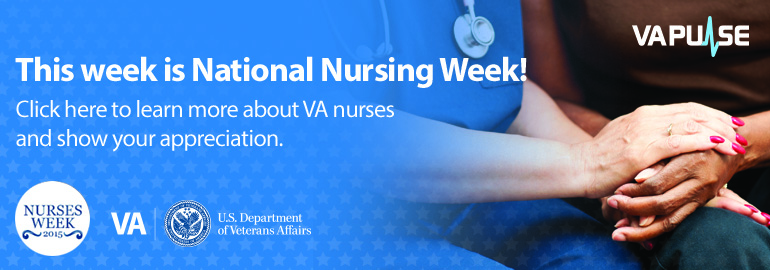 VAPULSE
This week is National Nursing Week!
Click here to learn more about VA nurses
and show your appreciation.
NURSES
WEEK
2015
VA
U.S. Department
of Veterans Affairs